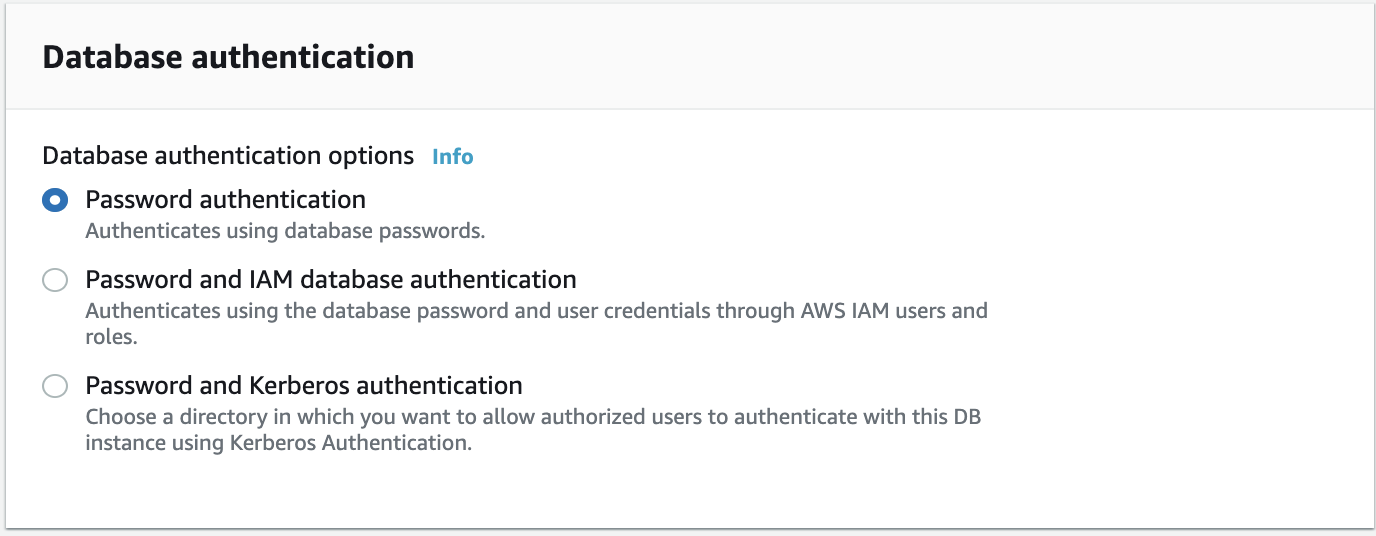 Database authentication
Database authentication options Info
Password authentication
Authenticates using database passwords.
Password and IAM database authentication
Authenticates using the database password and user credentials through AWS IAM users and
roles.
Password and Kerberos authentication
Choose a directory in which you want to allow authorized users to authenticate with this DB
instance using Kerberos Authentication.